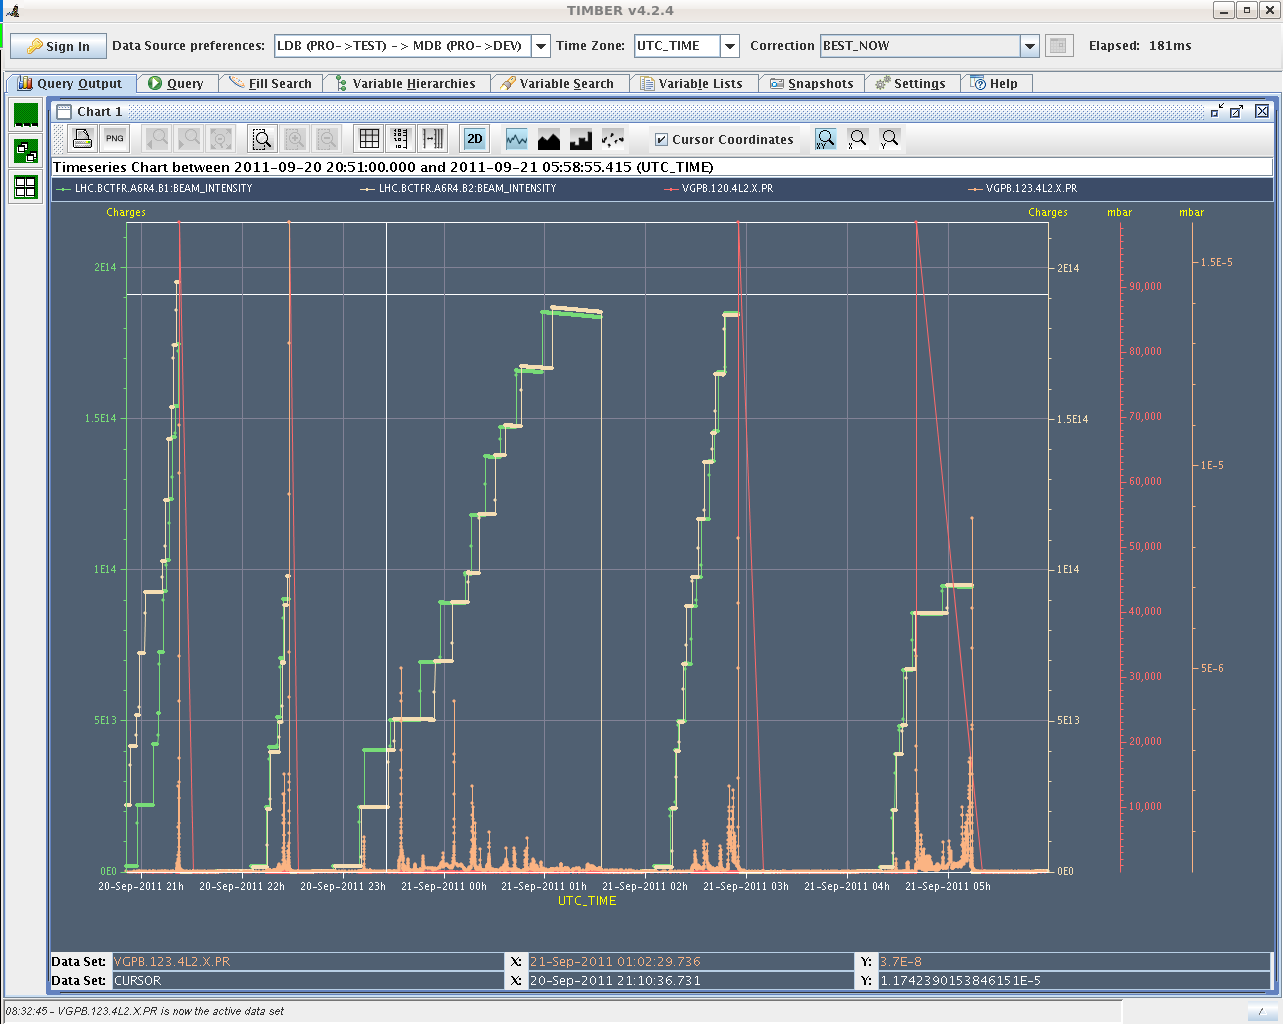 TIMBER v4.2.4
Sign In Data Source preferences: LDB (PRO->TEST) -> MDB (PRO->DEV) Time Zone: UTC_TIME Correction BEST_NOW Elapsed: 181ms
Query Output Query Fill Search Variable Hierarchies Variable Search Variable Lists Snapshots Settings Help
Chart 1
PNG 2D Cursor Coordinates XY X Y
Timeseries Chart between 2011-09-20 20:51:00.000 and 2011-09-21 05:58:55.415 (UTC_TIME)
LHC.BCTFR.A6R4.B1:BEAM_INTENSITY LHC.BCTFR.A6R4.B2:BEAM_INTENSITY VGPB.120.4L2.X.PR VGPB.123.4L2.X.PR
Charges Charges mbar mbar
2E14 2E14 1.5E-5
90,000
80,000
1.5E14 1.5E14 70,000
60,000 1E-5
50,000
1E14 1E14
40,000
30,000 5E-6
5E13 5E13
20,000
10,000
0E0 0E0
20-Sep-2011 21h 20-Sep-2011 22h 20-Sep-2011 23h 21-Sep-2011 00h 21-Sep-2011 01h 21-Sep-2011 02h 21-Sep-2011 03h 21-Sep-2011 04h 21-Sep-2011 05h
UTC_TIME
Data Set: VGPB.123.4L2.X.PR X: 21-Sep-2011 01:02:29.736 Y: 3.7E-8
Data Set: CURSOR X: 20-Sep-2011 21:10:36.731 Y: 1.1742390153846151E-5
08:32:45 - VGPB.123.4L2.X.PR is now the active data set